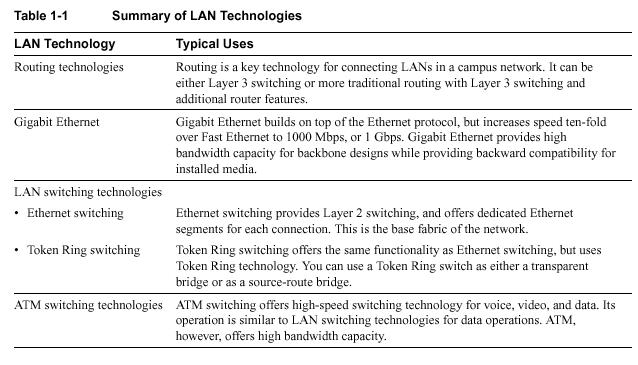 Table 1-1 Summary of LAN Technologies
LAN Technology Typical Uses
Routing technologies Routing is a key technology for connecting LANs in a campus network. It can be
either Layer 3 switching or more traditional routing with Layer 3 switching and
additional router features.
Gigabit Ethernet Gigabit Ethernet builds on top of the Ethernet protocol, but increases speed ten-fold
over Fast Ethernet to 1000 Mbps, or 1 Gbps. Gigabit Ethernet provides high
bandwidth capacity for backbone designs while providing backward compatibility for
installed media.
LAN switching technologies
• Ethernet switching Ethernet switching provides Layer 2 switching, and offers dedicated Ethernet
segments for each connection. This is the base fabric of the network.
• Token Ring switching Token Ring switching offers the same functionality as Ethernet switching, but uses
Token Ring technology. You can use a Token Ring switch as either a transparent
bridge or as a source-route bridge.
ATM switching technologies ATM switching offers high-speed switching technology for voice, video, and data. Its
operation is similar to LAN switching technologies for data operations. ATM,
however, offers high bandwidth capacity.